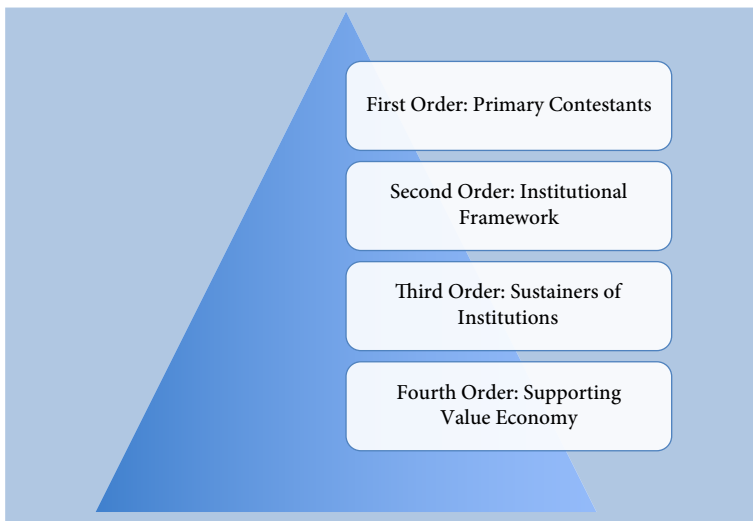 First Order: Primary Contestants
Second Order: Institutional
Framework
Third Order: Sustainers of
Institutions
Fourth Order: Supporting
Value Economy